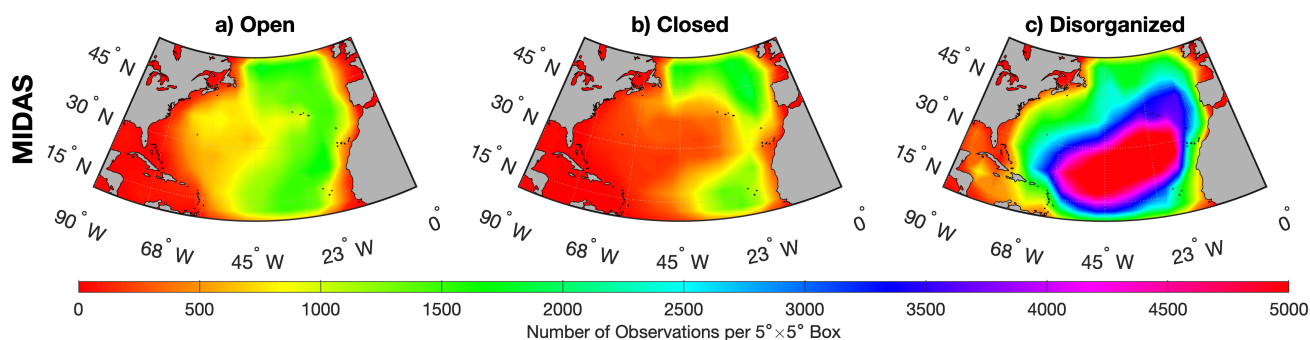 a) Open
b) Closed
c) Disorganized
MIDAS
45° N
30° N
15° N
90° W
68° W
45° W
23° W
0°
45° N
30° N
15° N
90° W
68° W
45° W
23° W
0°
45° N
30° N
15° N
90° W
68° W
45° W
23° W
0°
0 500 1000 1500 2000 2500 3000 3500 4000 4500 5000
Number of Observations per 5°×5° Box